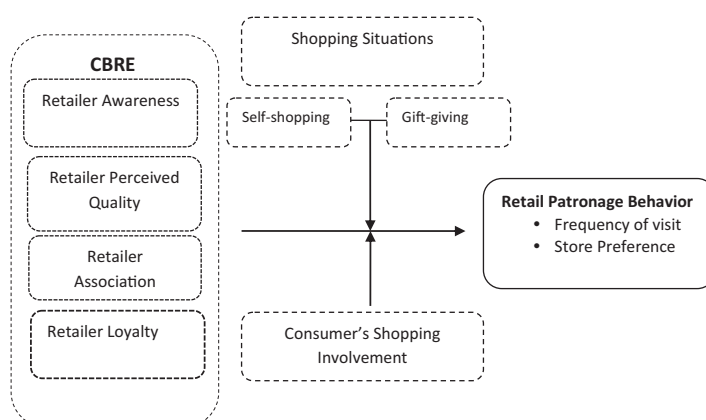 CBRE
Retailer Awareness
Retailer Perceived
Quality
Retailer
Association
Retailer Loyalty
Shopping Situations
Self-shopping
Gift-giving
Consumer’s Shopping
Involvement
Retail Patronage Behavior
• Frequency of visit
• Store Preference